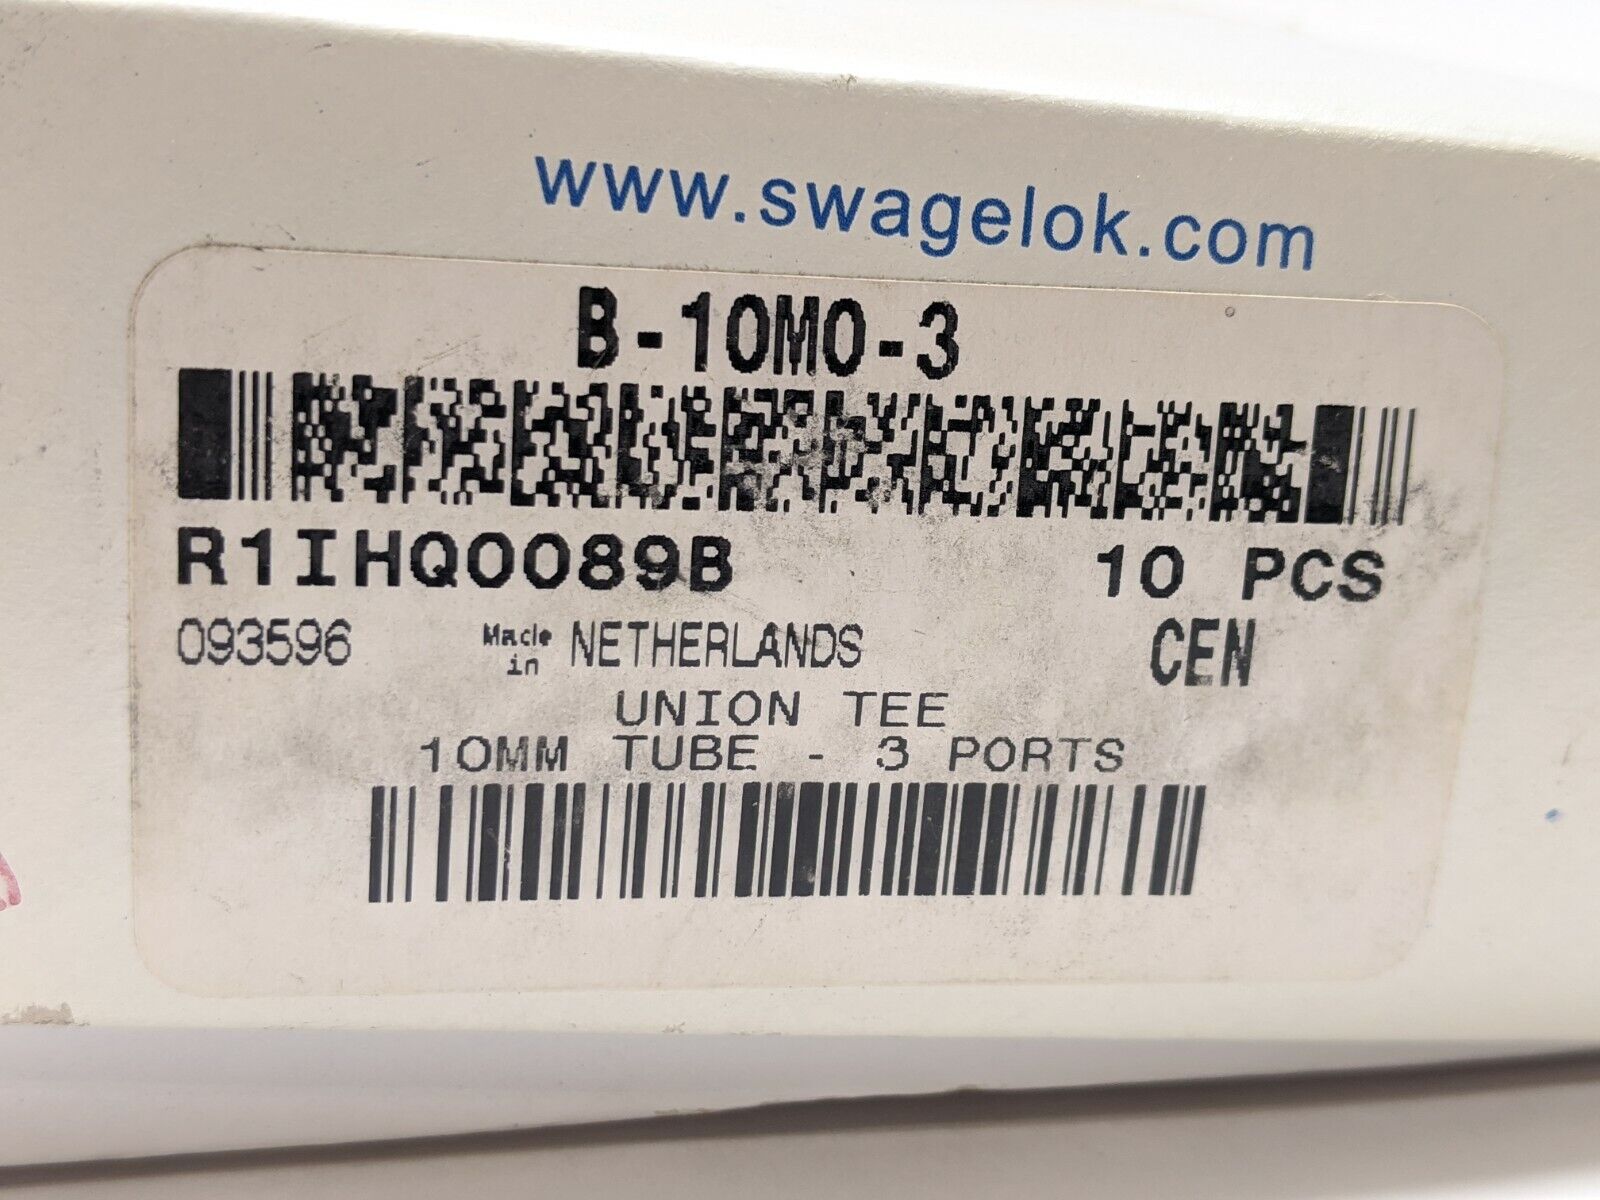 www.swagelok.com
B-10M0-3
R1IHQ0089B 10 PCS
093596 Made in NETHERLANDS CEN
UNION TEE
10MM TUBE - 3 PORTS